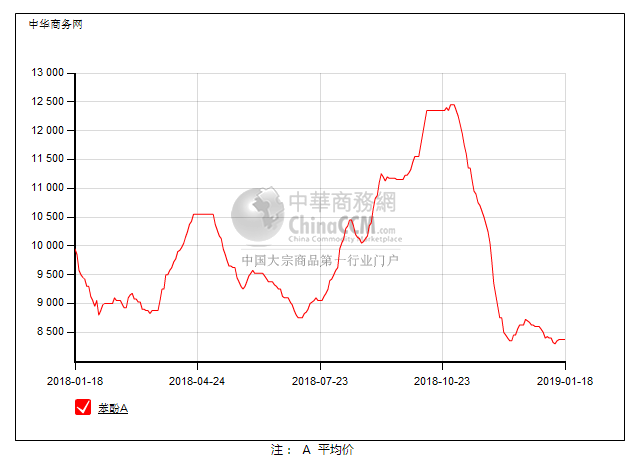 中华商务网
13 000
12 500
12 000
11 500
11 000
10 500
10 000
9 500
9 000
8 500
中華商務網
ChinaCCM.com
China Commodity Marketplace
中国大宗商品第一行业门户
2018-01-18 2018-04-24 2018-07-23 2018-10-23 2019-01-18
苯酚A
注： A 平均价